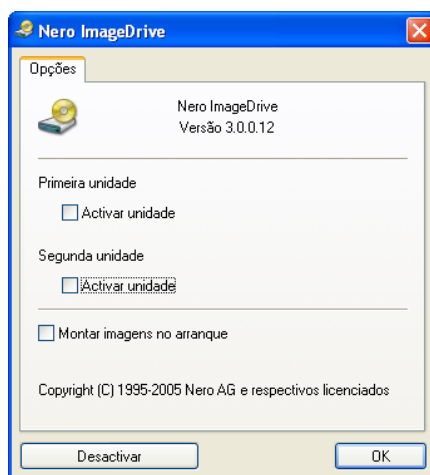 Nero ImageDrive
Opções
Nero ImageDrive
Versão 3.0.0.12
Primeira unidade
Activar unidade
Segunda unidade
Activar unidade
Montar imagens no arranque
Copyright (C) 1995-2005 Nero AG e respectivos licenciados
Desactivar
OK